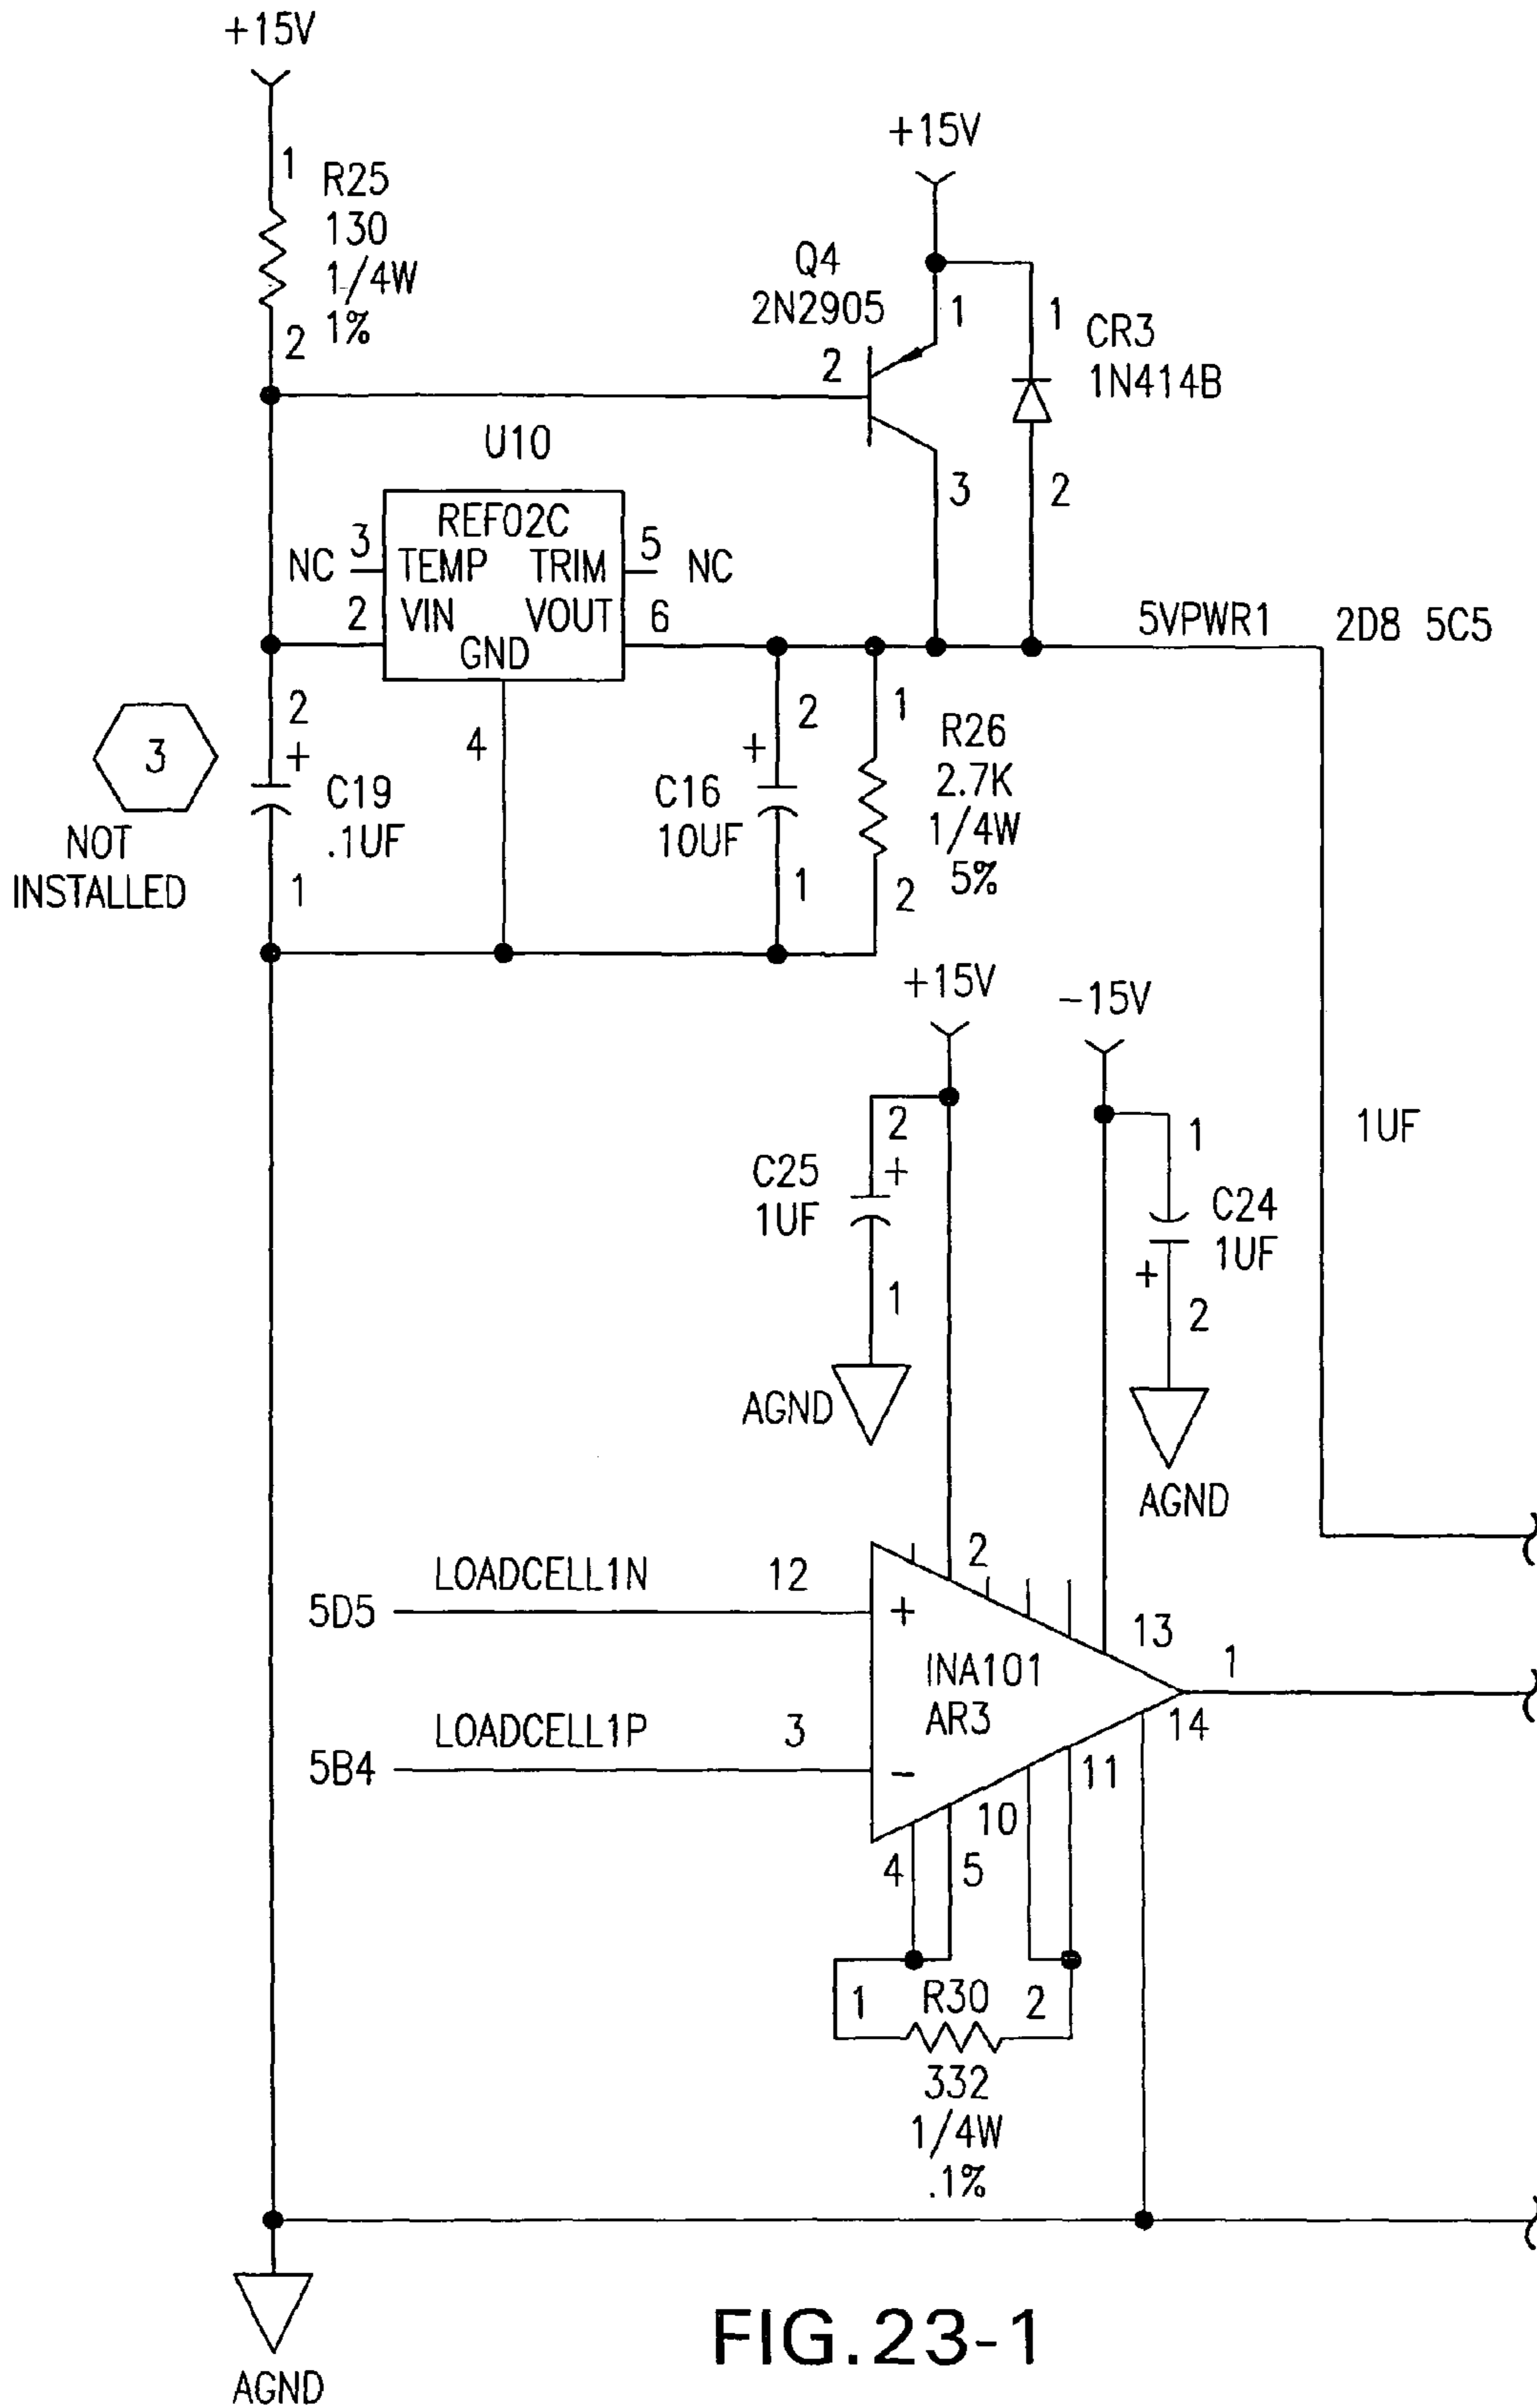 +15V
1
R25
130
1/4W
1%
2
+15V
Q4
2N2905
1
2
3
1
CR3
1N414B
2
U10
REF02C
NC 3 TEMP TRIM 5 NC
2 VIN VOUT 6
GND
4
5VPWR1 2D8 5C5
3
NOT
INSTALLED
2
+
C19
.1UF
1
2
+
C16
10UF
1
1
R26
2.7K
1/4W
5%
2
+15V
-15V
2
+
C25
1UF
1
AGND
1
C24
1UF
+
2
AGND
1UF
5D5 LOADCELL1N 12
+
2
13
INA101
AR3
1
14
5B4 LOADCELL1P 3
-
11
10
4
5
1 R30 2
332
1/4W
.1%
AGND
FIG.23-1